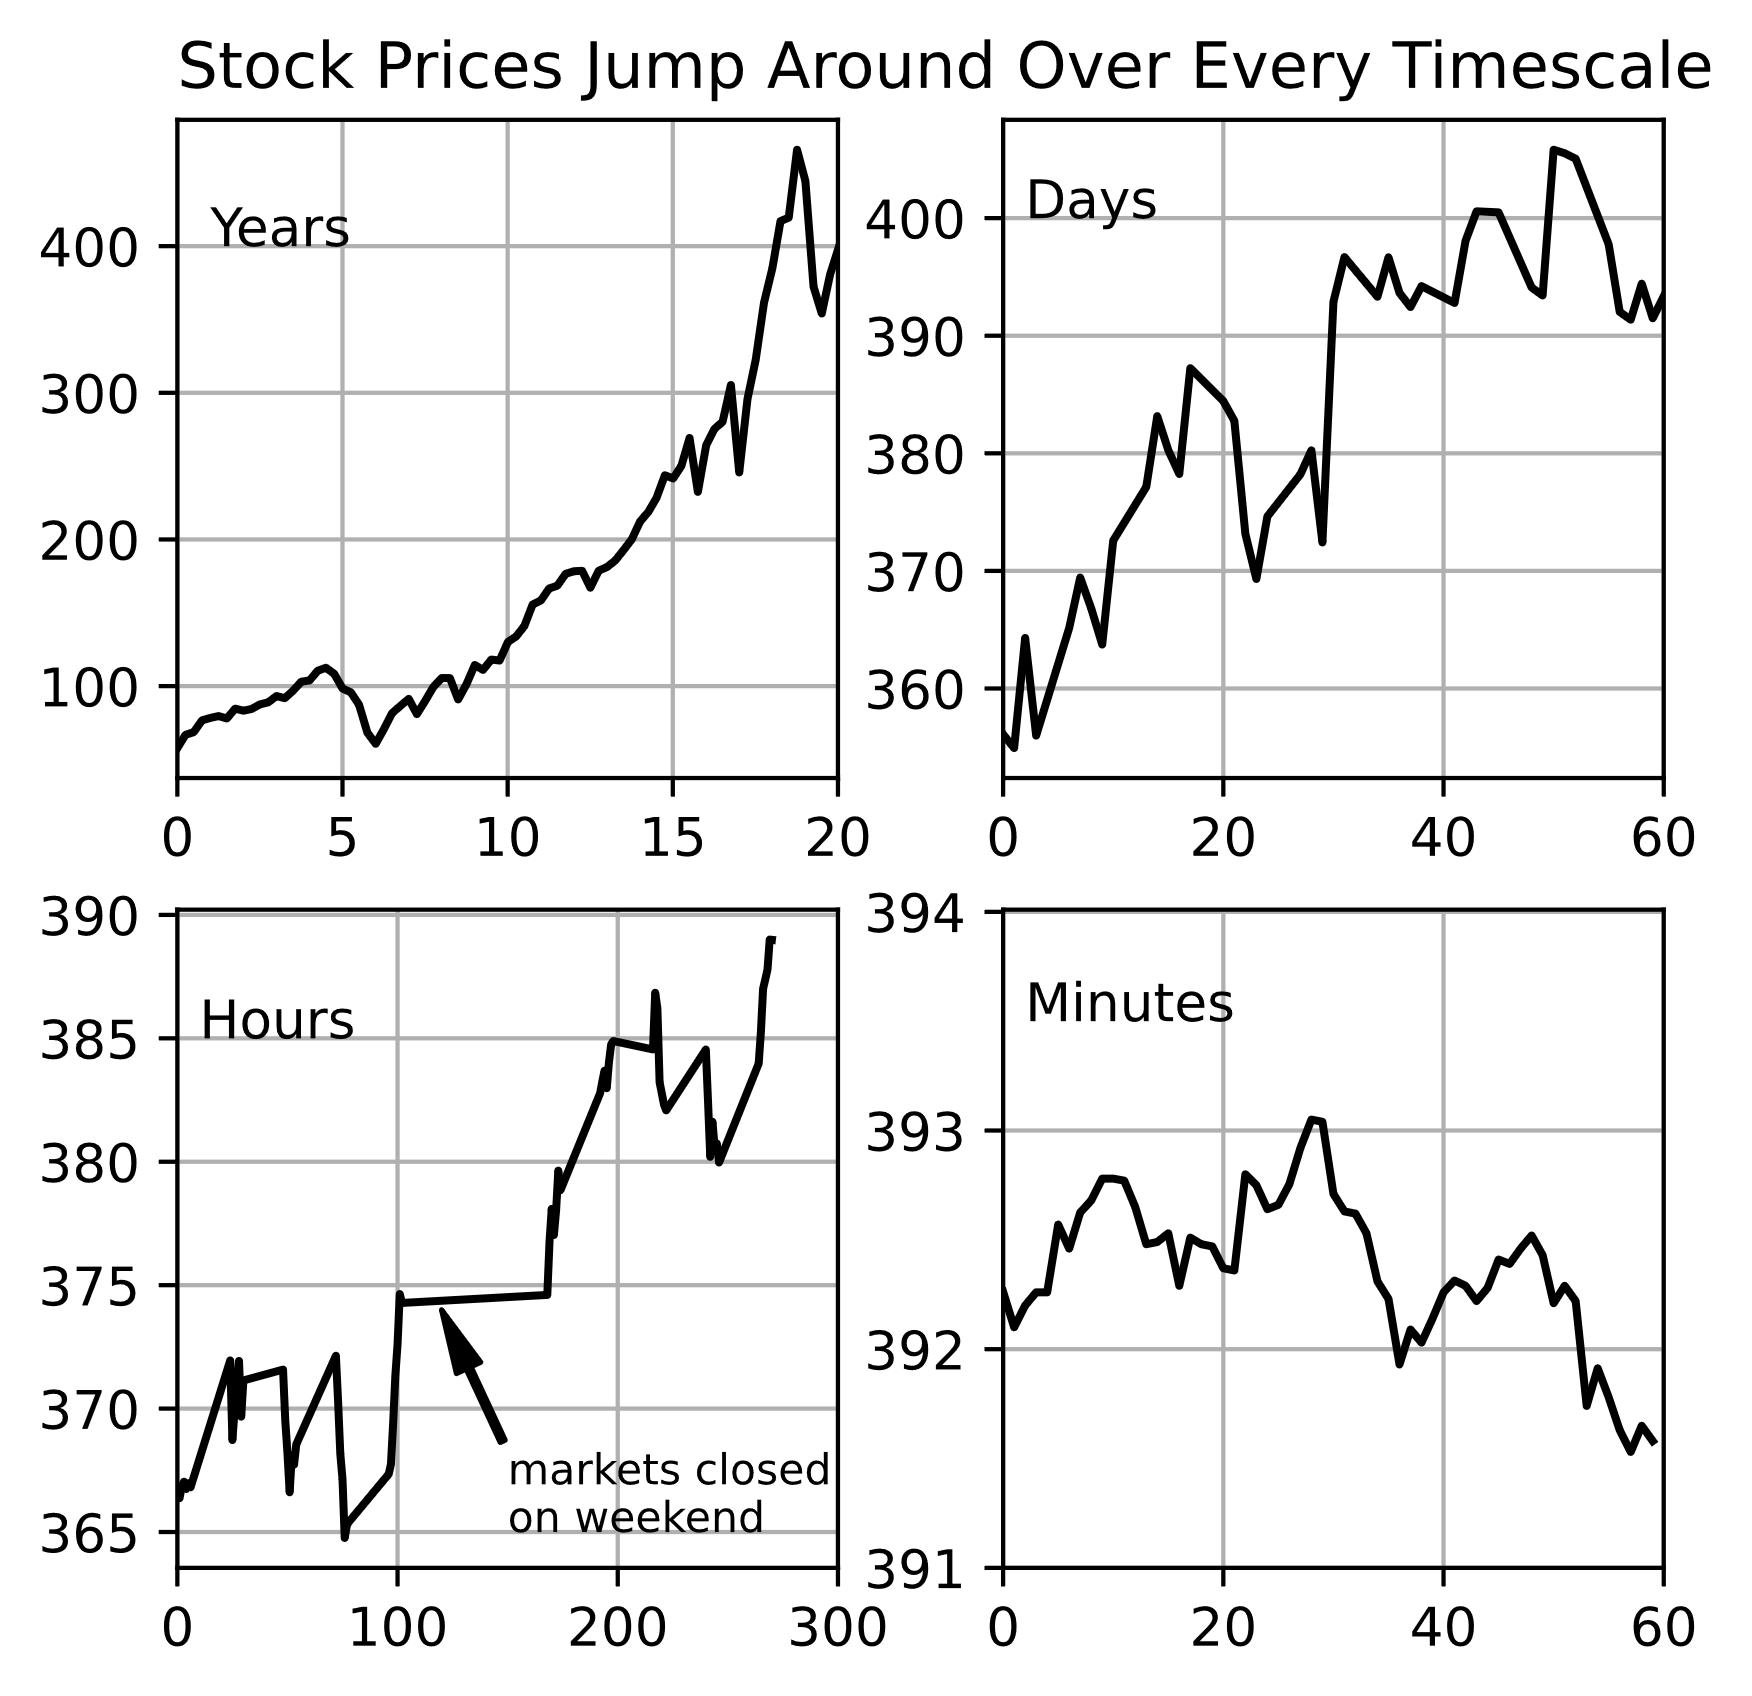 Stock Prices Jump Around Over Every Timescale
Years
400
300
200
100
0 5 10 15 20
Days
400
390
380
370
360
0 20 40 60
Hours
390
385
380
375
370
365
markets closed
on weekend
0 100 200 300
Minutes
394
393
392
391
0 20 40 60